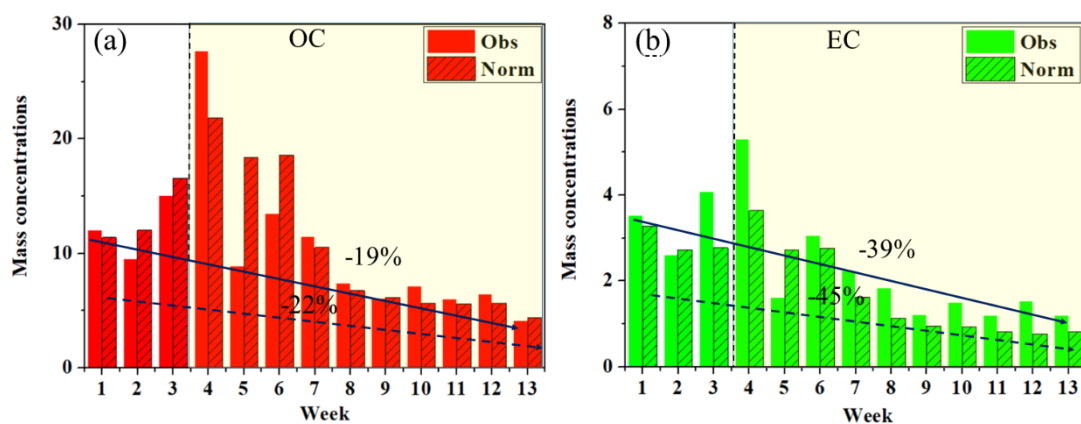 (a)
OC
Obs
Norm
Mass concentrations
30
20
10
0
-19%
-22%
1 2 3 4 5 6 7 8 9 10 11 12 13
Week
(b)
EC
Obs
Norm
Mass concentrations
8
6
4
2
0
-39%
-45%
1 2 3 4 5 6 7 8 9 10 11 12 13
Week